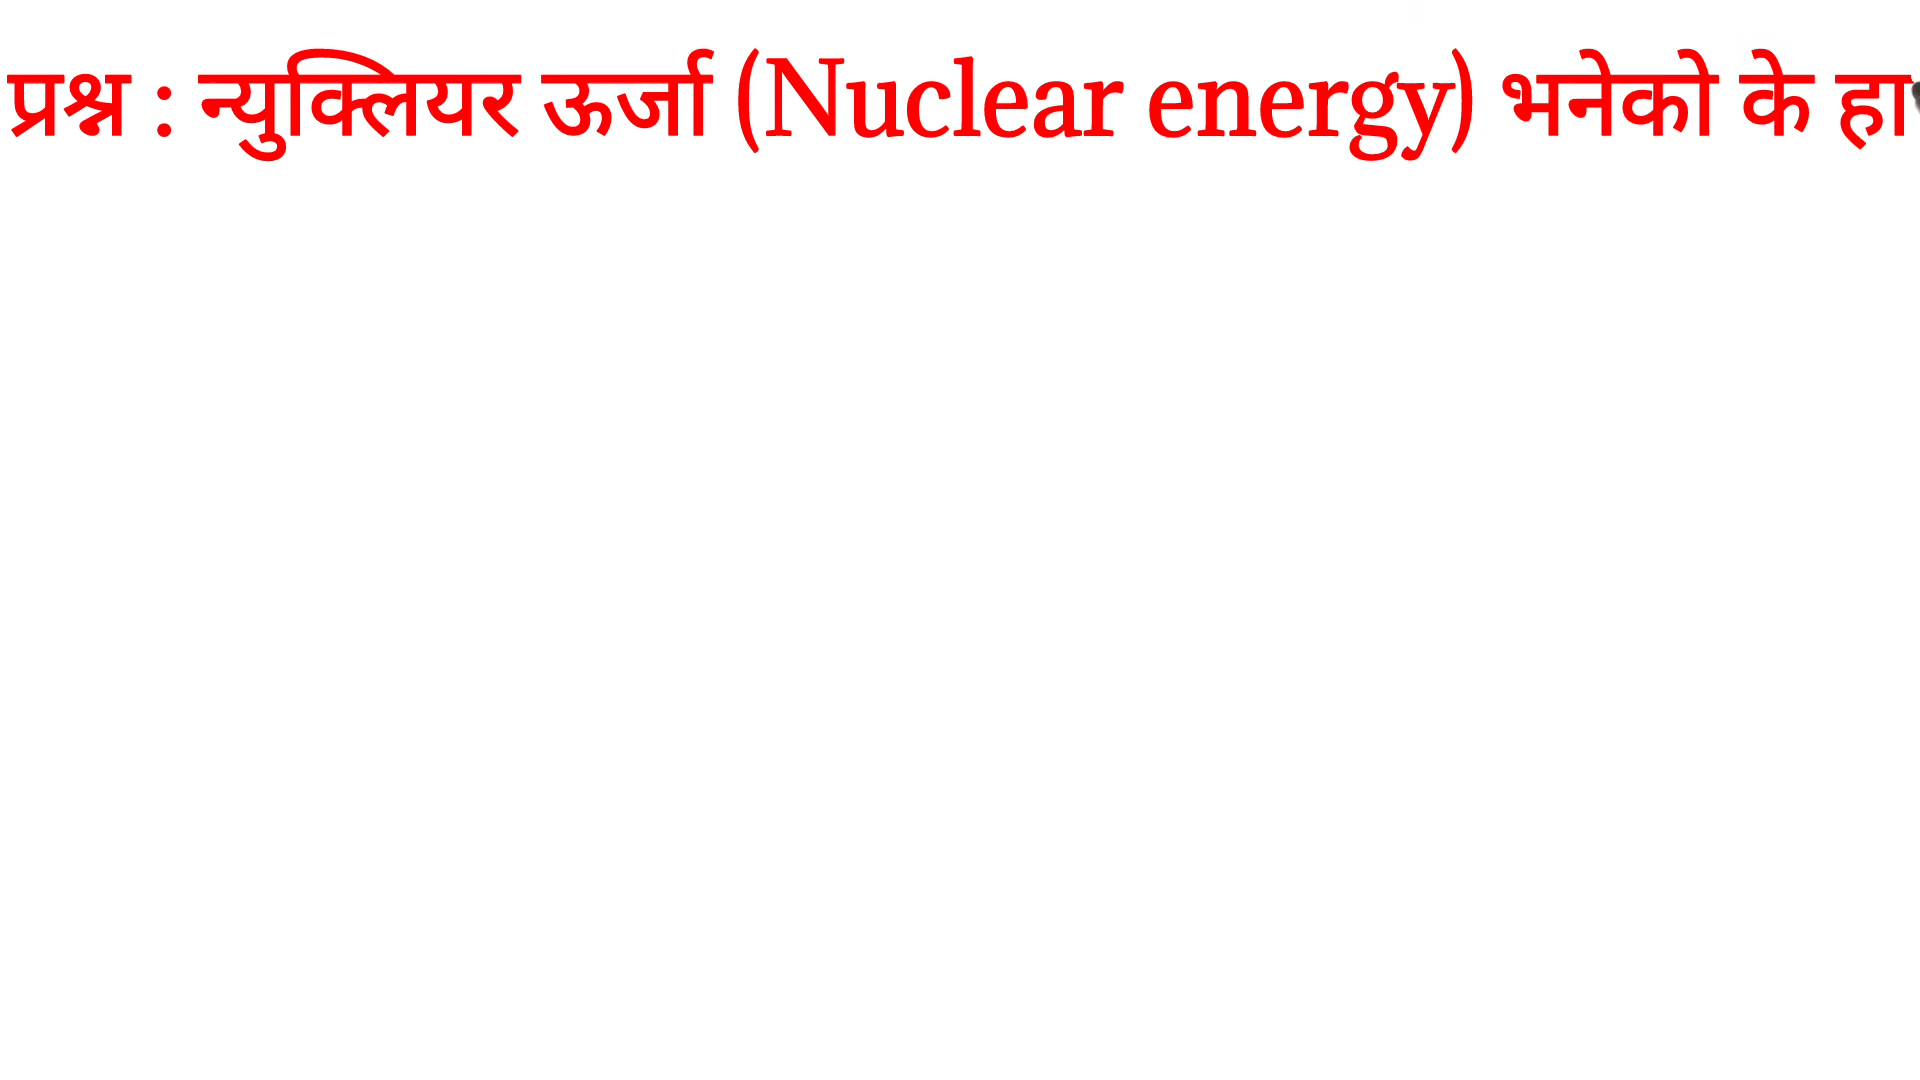 प्रश्न : न्युक्लियर ऊर्जा (Nuclear energy) भनेको के